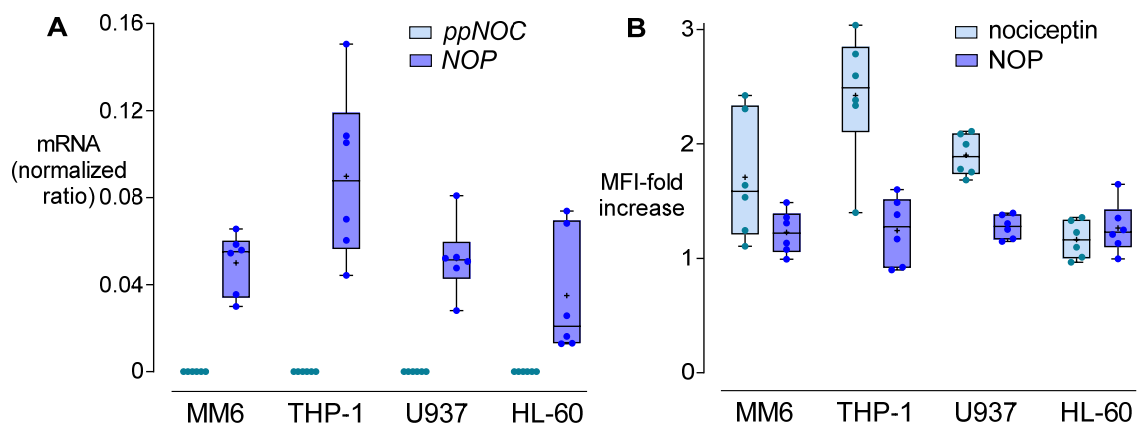 A
0.16
0.12
0.08
0.04
0
mRNA
(normalized
ratio)
ppNOC
NOP
MM6 THP-1 U937 HL-60
B
3
2
1
0
MFI-fold
increase
nociceptin
NOP
MM6 THP-1 U937 HL-60